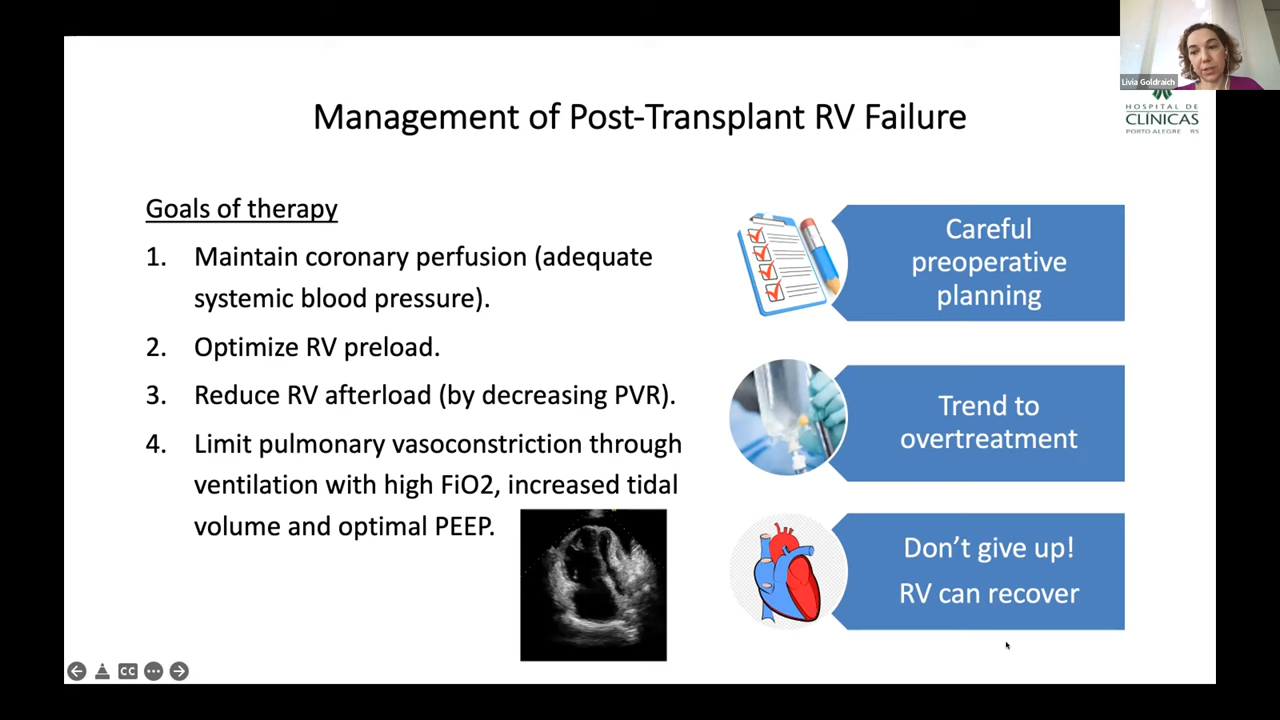 Livia Goldraich
HOSPITAL DE
CLÍNICAS
PORTO ALEGRE RS
Management of Post-Transplant RV Failure
Goals of therapy
1. Maintain coronary perfusion (adequate
systemic blood pressure).
2. Optimize RV preload.
3. Reduce RV afterload (by decreasing PVR).
4. Limit pulmonary vasoconstriction through
ventilation with high FiO2, increased tidal
volume and optimal PEEP.
Careful
preoperative
planning
Trend to
overtreatment
Don’t give up!
RV can recover
CC